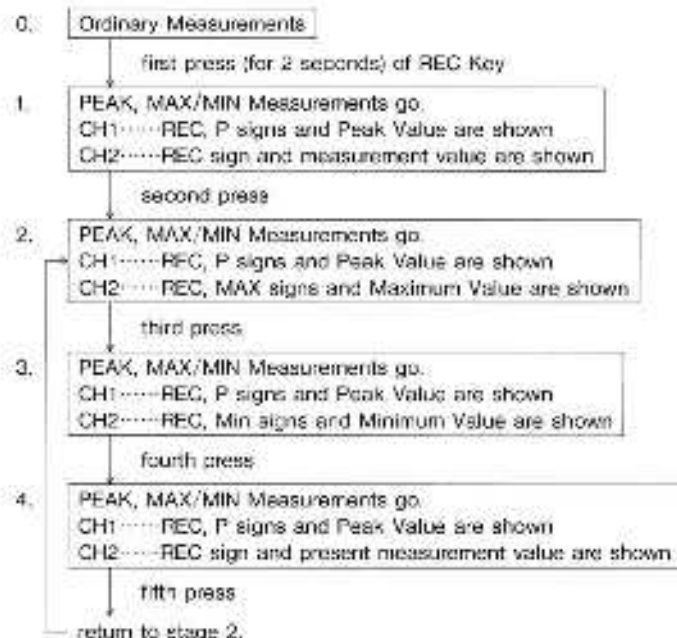 0. Ordinary Measurements
first press (for 2 seconds) of REC Key
1. PEAK, MAX/MIN Measurements go.
CH1······REC, P signs and Peak Value are shown
CH2······REC sign and measurement value are shown
second press
2. PEAK, MAX/MIN Measurements go.
CH1······REC, P signs and Peak Value are shown
CH2······REC, MAX signs and Maximum Value are shown
third press
3. PEAK, MAX/MIN Measurements go.
CH1······REC, P signs and Peak Value are shown
CH2······REC, Min signs and Minimum Value are shown
fourth press
4. PEAK, MAX/MIN Measurements go.
CH1······REC, P signs and Peak Value are shown
CH2······REC sign and present measurement value are shown
fifth press
return to stage 2.